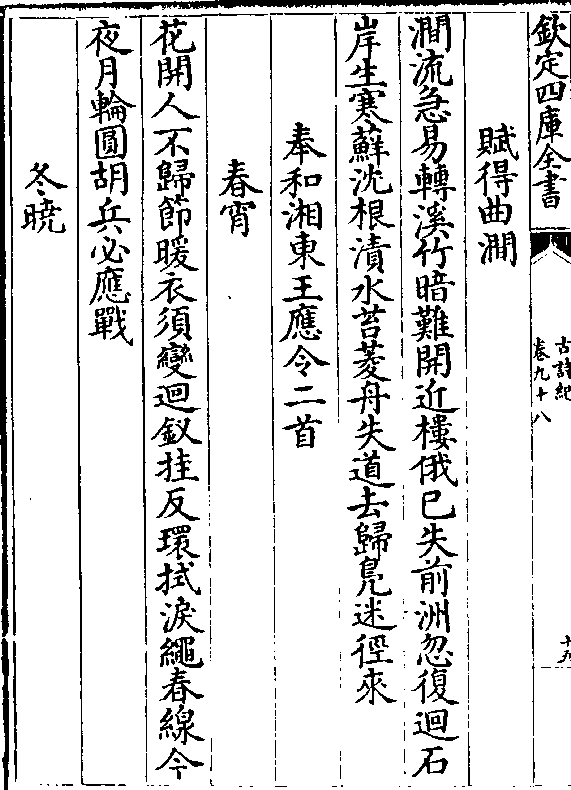 欽定四庫全書
古詩紀
卷九十八
十九
賦得曲澗
澗流急易轉溪竹暗難開近樓俄已失前洲忽復迴石
岸生寒蘚沈根漬水苔菱舟失道去歸鳧迷徑來
奉和湘東王應令二首
春宵
花開人不歸節暖衣須變迴釵挂反環拭淚繩春線今
夜月輪圓胡兵必應戰
冬曉